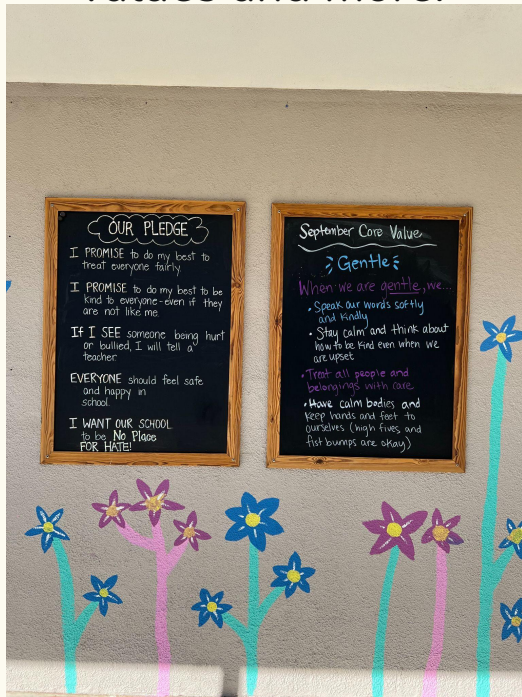 OUR PLEDGE
I PROMISE to do my best to
treat everyone fairly.
I PROMISE to do my best to be
kind to everyone - even if they
are not like me.
If I SEE someone being hurt
or bullied, I will tell a
teacher.
EVERYONE should feel safe
and happy in
school.
I WANT OUR SCHOOL
to be No Place
FOR HATE!
September Core Value
Gentle
When we are gentle, we...
• Speak our words softly
and kindly
• Stay calm and think about
how to be kind even when we
are upset
• Treat all people and
belongings with care
• Have calm bodies and
keep hands and feet to
ourselves (high fives, and
fist bumps are okay)